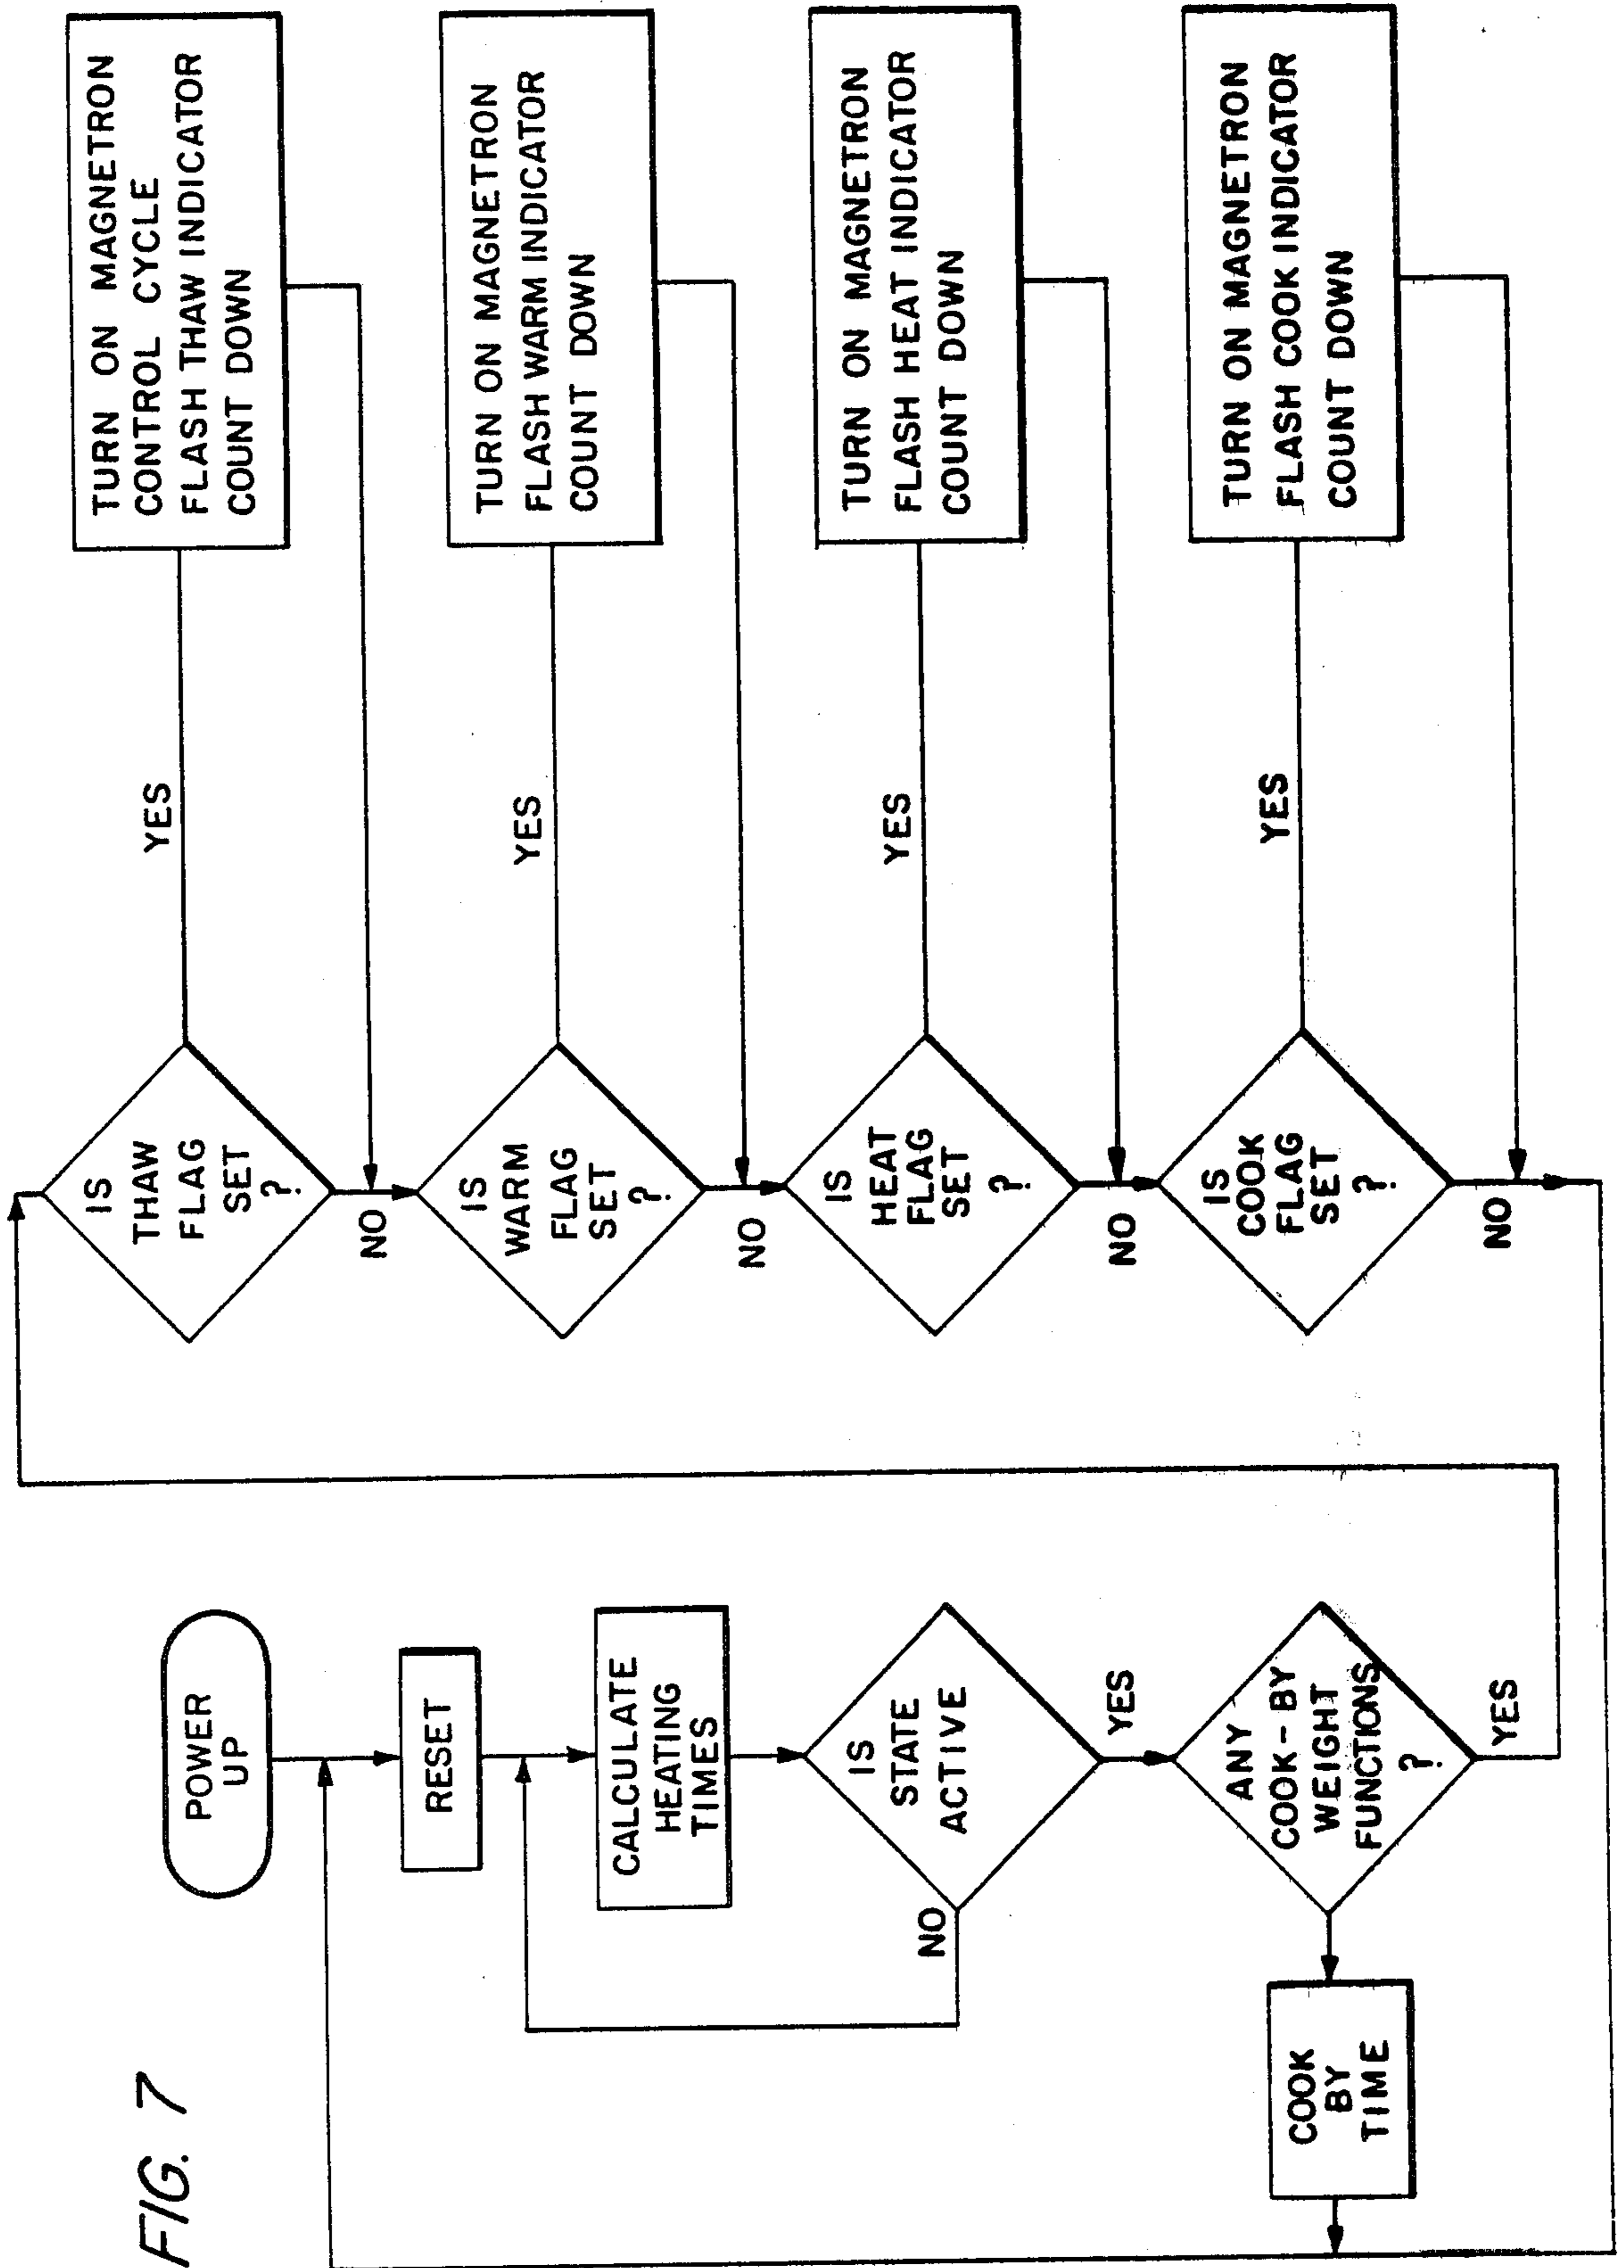 FIG. 7
POWER
UP
RESET
CALCULATE
HEATING
TIMES
IS
STATE
ACTIVE
NO
YES
ANY
COOK-BY
WEIGHT
FUNCTIONS
?
YES
COOK
BY
TIME
IS
THAW
FLAG
SET
?
YES
TURN ON MAGNETRON
CONTROL CYCLE
FLASH THAW INDICATOR
COUNT DOWN
NO
IS
WARM
FLAG
SET
?
YES
TURN ON MAGNETRON
FLASH WARM INDICATOR
COUNT DOWN
NO
IS
HEAT
FLAG
SET
?
YES
TURN ON MAGNETRON
FLASH HEAT INDICATOR
COUNT DOWN
NO
IS
COOK
FLAG
SET
?
YES
TURN ON MAGNETRON
FLASH COOK INDICATOR
COUNT DOWN
NO